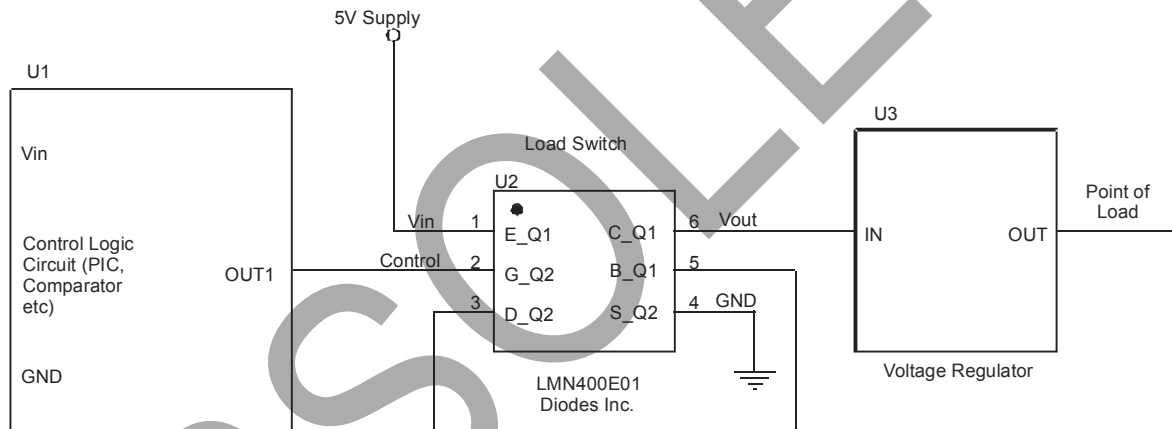 5V Supply
U1
Vin
Control Logic
Circuit (PIC,
Comparator
etc)
OUT1
GND
Load Switch
U2
Vin
1
E_Q1
Control
2
G_Q2
3
D_Q2
C_Q1
6
Vout
B_Q1
5
S_Q2
4
GND
LMN400E01
Diodes Inc.
U3
IN
OUT
Voltage Regulator
Point of
Load
SOLE